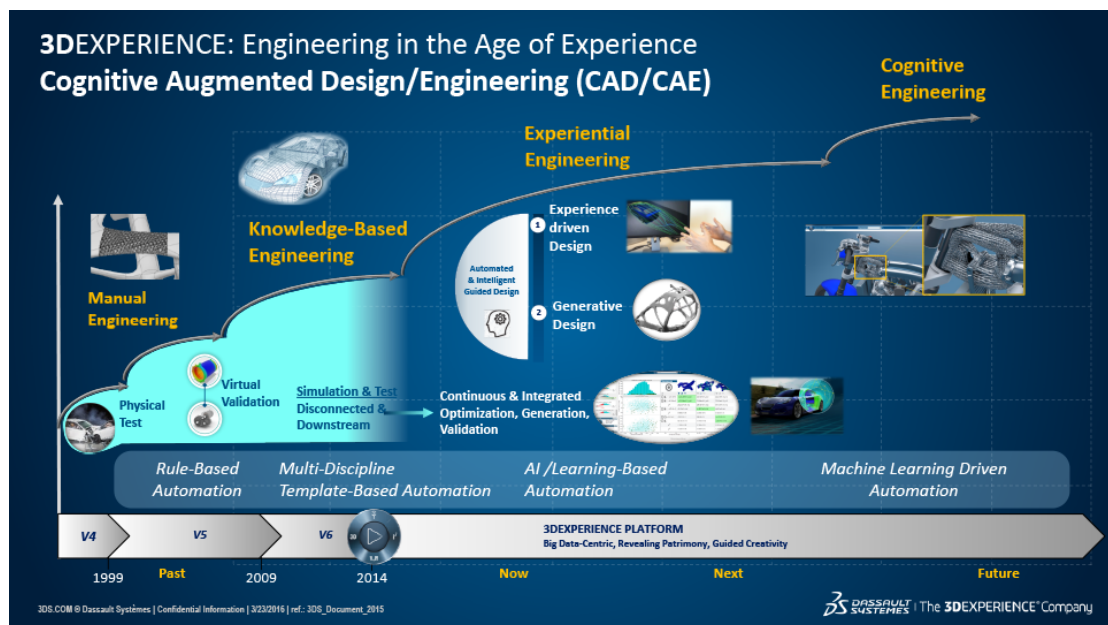 3DEXPERIENCE: Engineering in the Age of Experience
Cognitive Augmented Design/Engineering (CAD/CAE)
Cognitive
Engineering
Experiential
Engineering
Knowledge-Based
Engineering
Manual
Engineering
1
Experience
driven
Design
Automated
& Intelligent
Guided Design
2
Generative
Design
Physical
Test
Virtual
Validation
Simulation & Test
Disconnected &
Downstream
Continuous & Integrated
Optimization, Generation,
Validation
Rule-Based
Automation
Multi-Discipline
Template-Based Automation
AI /Learning-Based
Automation
Machine Learning Driven
Automation
V4
V5
V6
3DEXPERIENCE PLATFORM
Big Data-Centric, Revealing Patrimony, Guided Creativity
1999
Past
2009
2014
Now
Next
Future
3DS.COM © Dassault Systèmes | Confidential Information | 3/23/2016 | ref.: 3DS_Document_2015
DASSAULT SYSTEMES | The 3DEXPERIENCE® Company